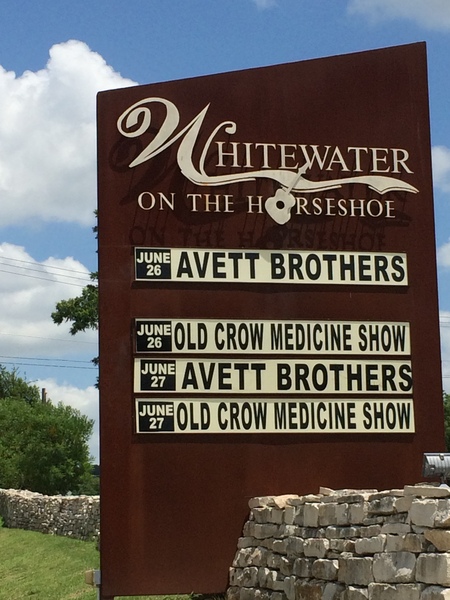 WHITEWATER
ON THE HORSESHOE
JUNE 26 AVETT BROTHERS
JUNE 26 OLD CROW MEDICINE SHOW
JUNE 27 AVETT BROTHERS
JUNE 27 OLD CROW MEDICINE SHOW